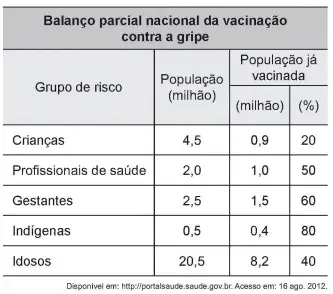 Balanço parcial nacional da vacinação
contra a gripe
Grupo de risco
População
(milhão)
População já
vacinada
(milhão) (%)
Crianças 4,5 0,9 20
Profissionais de saúde 2,0 1,0 50
Gestantes 2,5 1,5 60
Indígenas 0,5 0,4 80
Idosos 20,5 8,2 40
Disponível em: http://portalsaude.saude.gov.br. Acesso em: 16 ago. 2012.